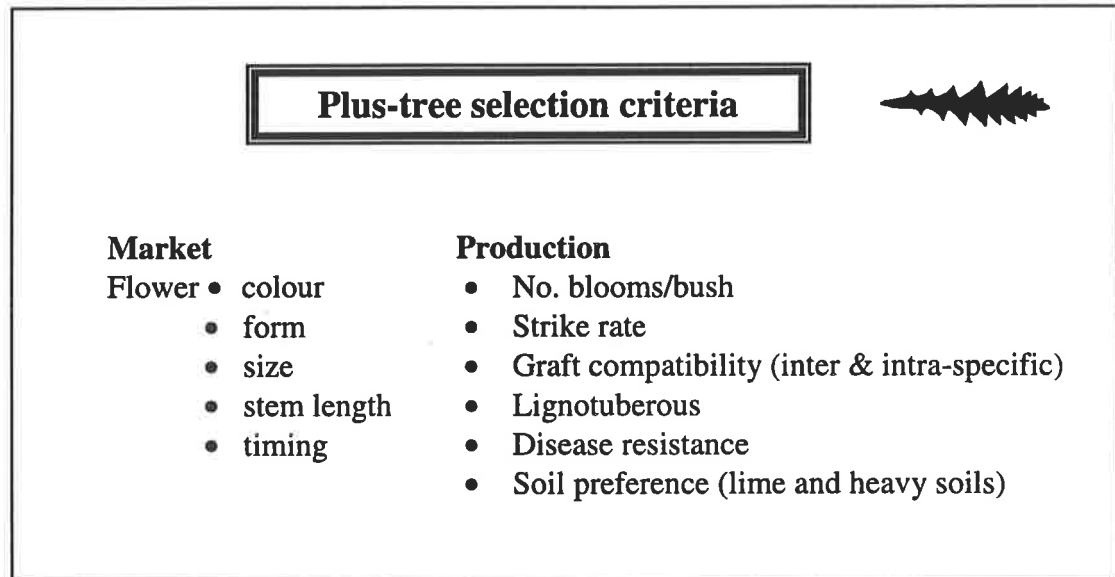 Plus-tree selection criteria
Market
Flower • colour
• form
• size
• stem length
• timing
Production
• No. blooms/bush
• Strike rate
• Graft compatibility (inter & intra-specific)
• Lignotuberous
• Disease resistance
• Soil preference (lime and heavy soils)